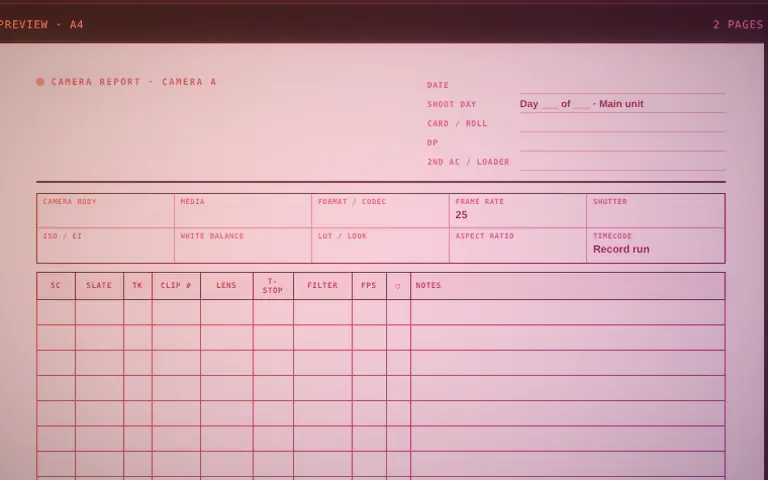 PREVIEW · A4
2 PAGES
CAMERA REPORT · CAMERA A
DATE
SHOOT DAY Day ___ of ___ · Main unit
CARD / ROLL
DP
2ND AC / LOADER
CAMERA BODY MEDIA FORMAT / CODEC FRAME RATE SHUTTER
25
ISO / EI WHITE BALANCE LUT / LOOK ASPECT RATIO TIMECODE
Record run
SC SLATE TK CLIP # LENS T-STOP FILTER FPS ○ NOTES